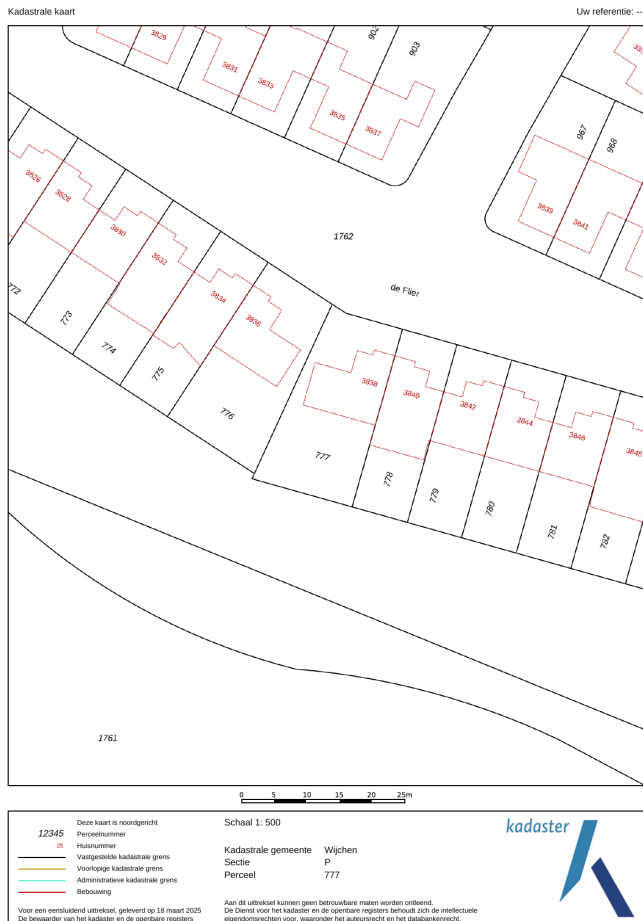 Kadastrale kaart
Uw referentie: --
3829
902
903
3831
3833
3835
3837
967
968
3839
3841
3826
3828
3830
3832
3834
3836
1762
de Flier
772
773
774
775
776
777
3838
3840
3842
3844
3846
3848
778
779
780
781
782
1761
0 5 10 15 20 25m
Deze kaart is noordgericht
12345 Perceelnummer
25 Huisnummer
Vastgestelde kadastrale grens
Voorlopige kadastrale grens
Administratieve kadastrale grens
Bebouwing
Voor een eensluidend uittreksel, geleverd op 18 maart 2025
De bewaarder van het kadaster en de openbare registers
Schaal 1: 500
Kadastrale gemeente Wijchen
Sectie P
Perceel 777
Aan dit uittreksel kunnen geen betrouwbare maten worden ontleend.
De Dienst voor het kadaster en de openbare registers behoudt zich de intellectuele
eigendomsrechten voor, waaronder het auteursrecht en het databankenrecht.
kadaster